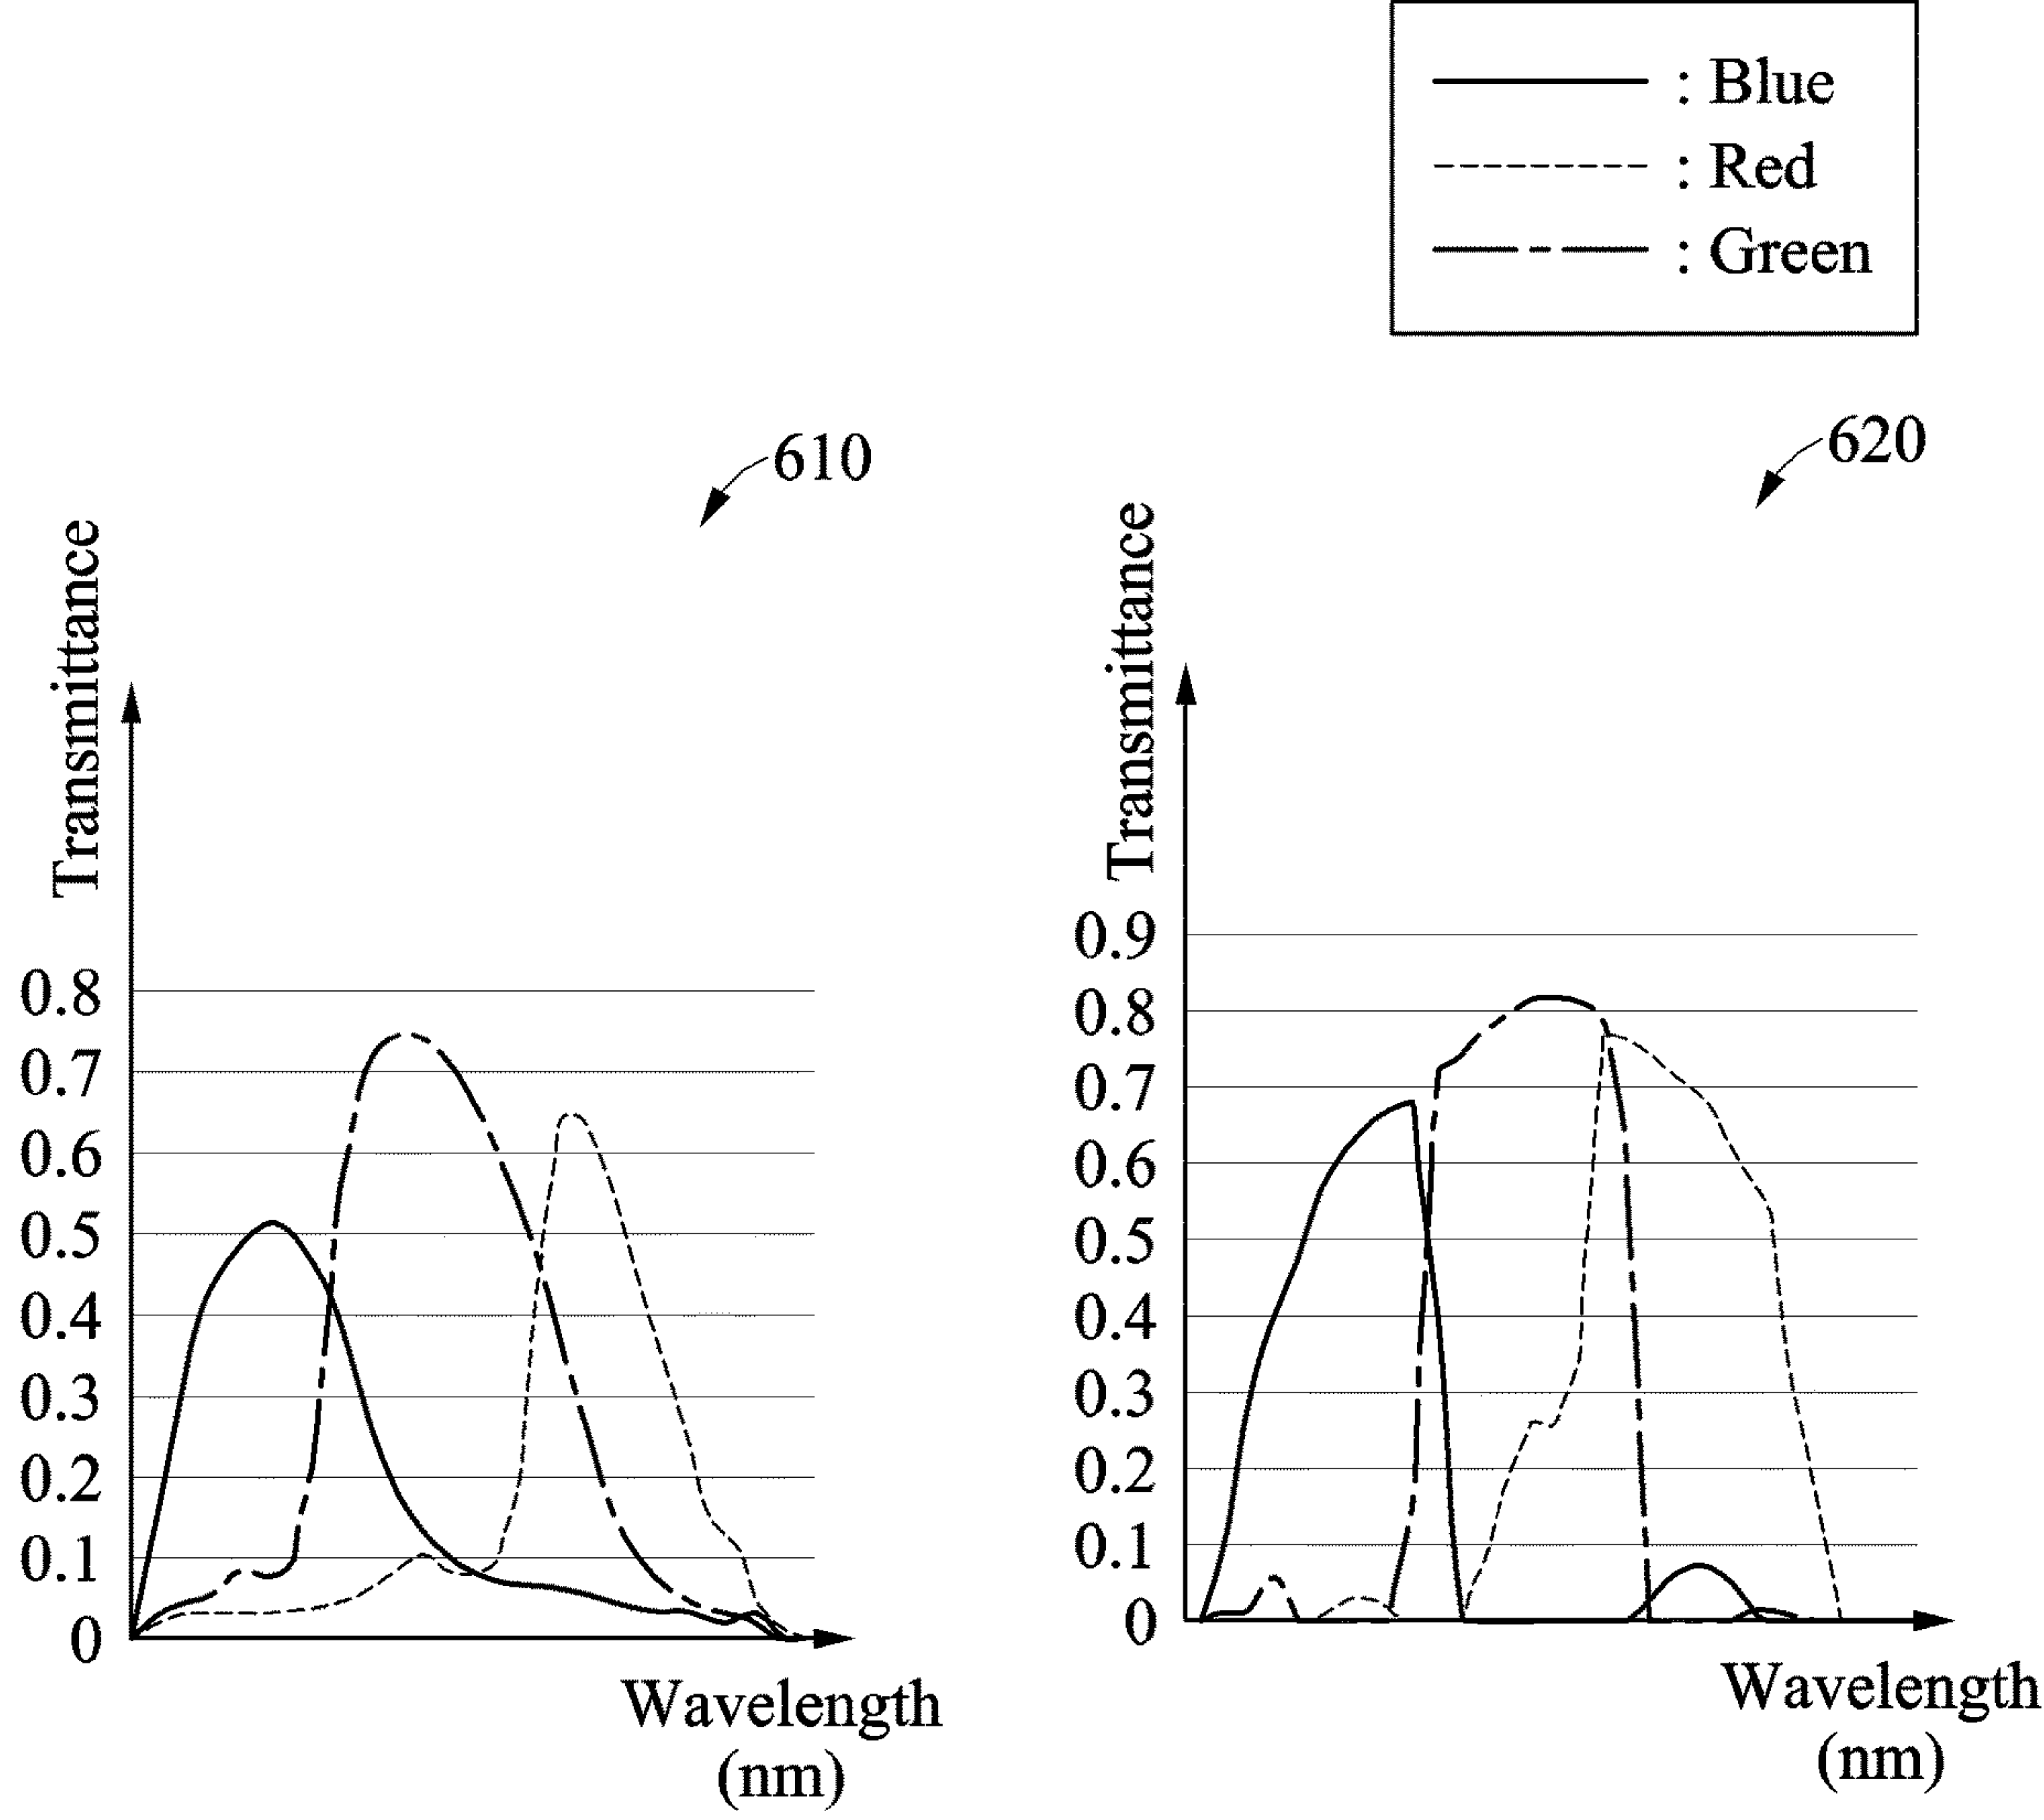 : Blue
: Red
: Green
610
Transmittance
0.8
0.7
0.6
0.5
0.4
0.3
0.2
0.1
0
Wavelength
(nm)
620
Transmittance
0.9
0.8
0.7
0.6
0.5
0.4
0.3
0.2
0.1
0
Wavelength
(nm)